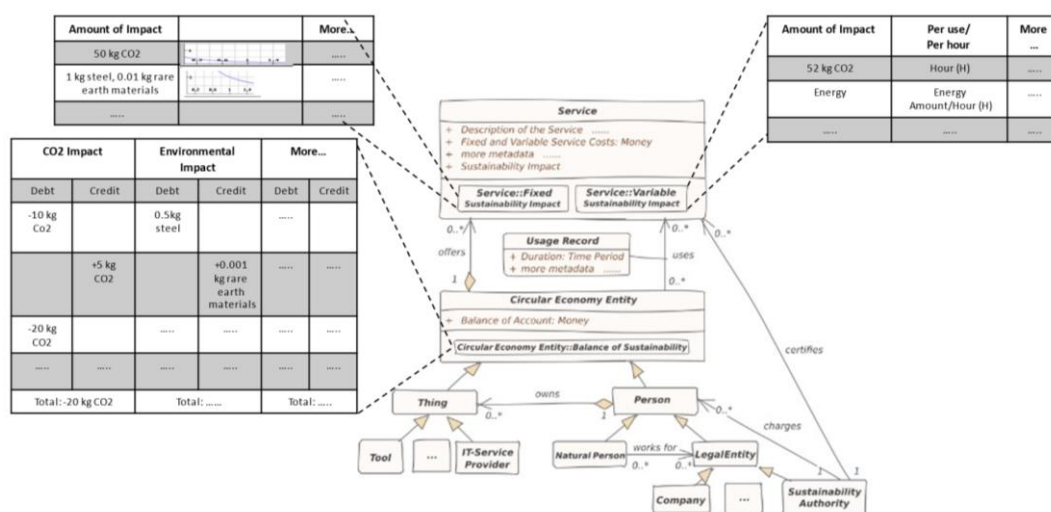 Amount of Impact More...
50 kg CO2 .....
1 kg steel, 0.01 kg rare
earth materials .....
..... .....
Amount of Impact Per use/
Per hour More
...
52 kg CO2 Hour (H) .....
Energy Energy
Amount/Hour (H) .....
..... ..... .....
CO2 Impact Environmental
Impact More...
Debt Credit Debt Credit Debt Credit
-10 kg
Co2 0.5kg
steel .....
+5 kg
CO2 +0.001
kg rare
earth
materials ..... .....
-20 kg
CO2 ..... ..... ..... .....
..... ..... ..... ..... ..... .....
Total: -20 kg CO2 Total: ...... Total: .....
Service
+ Description of the Service ......
+ Fixed and Variable Service Costs: Money
+ more metadata ......
+ Sustainability Impact
Service::Fixed
Sustainability Impact
Service::Variable
Sustainability Impact
0..* 0..* 0..*
offers
Usage Record
+ Duration: Time Period
+ more metadata ......
uses
1 0..*
Circular Economy Entity
+ Balance of Account: Money
Circular Economy Entity::Balance of Sustainability
certifies
Thing owns Person
0..* 1 0..*
charges
Tool ... IT-Service
Provider
Natural Person works for LegalEntity
0..* 0..*
1 1
Company ... Sustainability
Authority